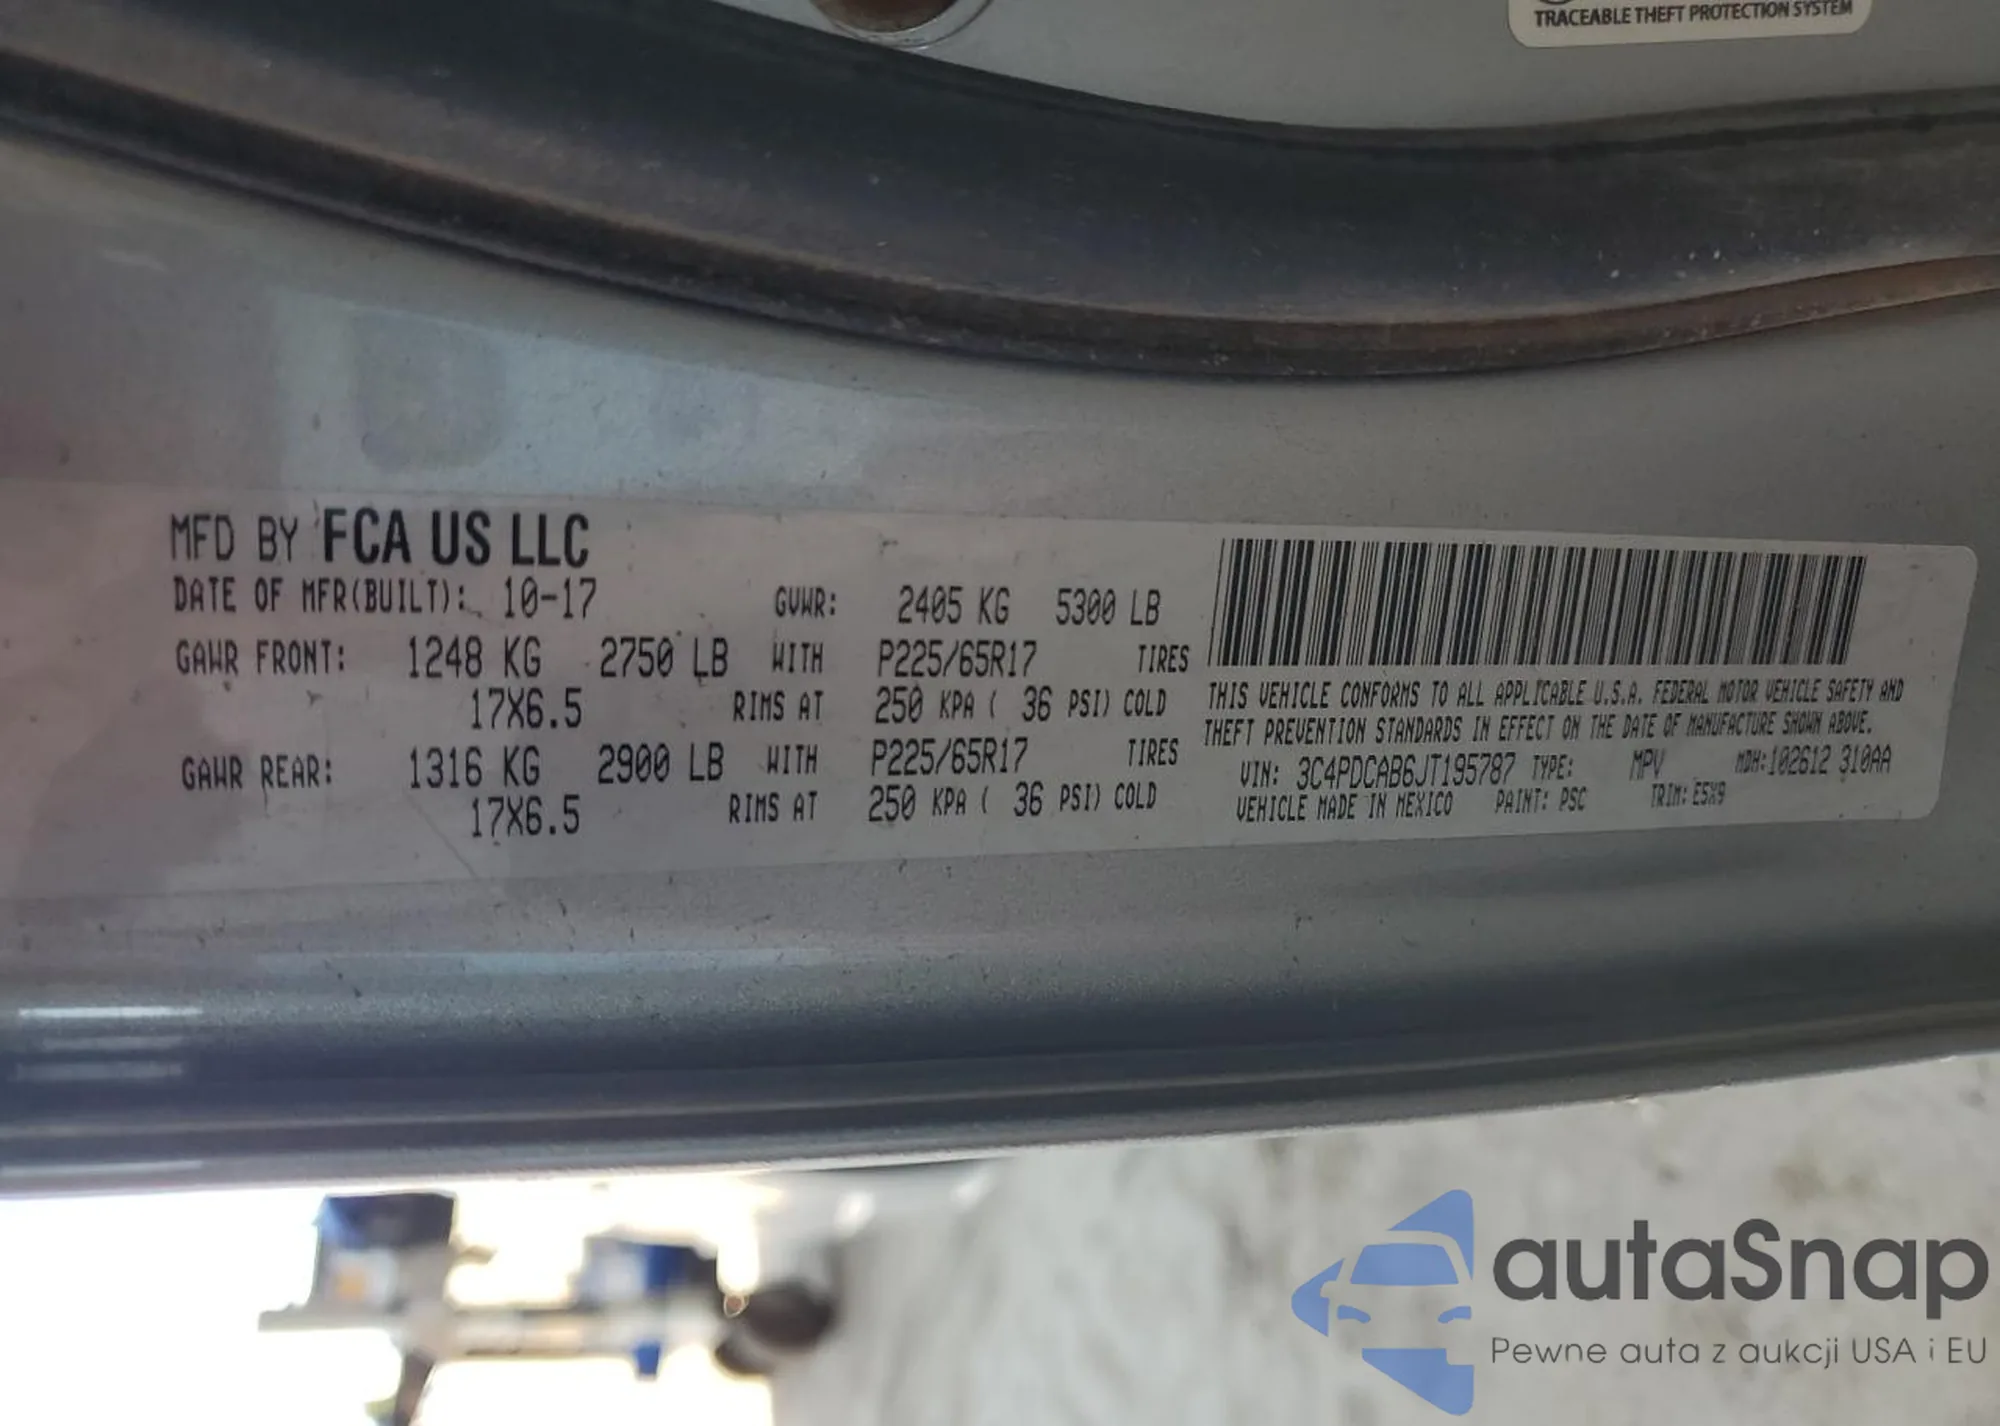 TRACEABLE THEFT PROTECTION SYSTEM
MFD BY FCA US LLC
DATE OF MFR(BUILT): 10-17 GVWR: 2405 KG 5300 LB
GAWR FRONT: 1248 KG 2750 LB WITH P225/65R17 TIRES
17X6.5 RIMS AT 250 KPA ( 36 PSI) COLD
GAWR REAR: 1316 KG 2900 LB WITH P225/65R17 TIRES
17X6.5 RIMS AT 250 KPA ( 36 PSI) COLD
THIS VEHICLE CONFORMS TO ALL APPLICABLE U.S.A. FEDERAL MOTOR VEHICLE SAFETY AND
THEFT PREVENTION STANDARDS IN EFFECT ON THE DATE OF MANUFACTURE SHOWN ABOVE.
VIN: 3C4PDCAB6JT195787 TYPE: MPV MDH:102612 310AA
VEHICLE MADE IN MEXICO PAINT: PSC TRIM: E5X9
autaSnap
Pewne auta z aukcji USA i EU